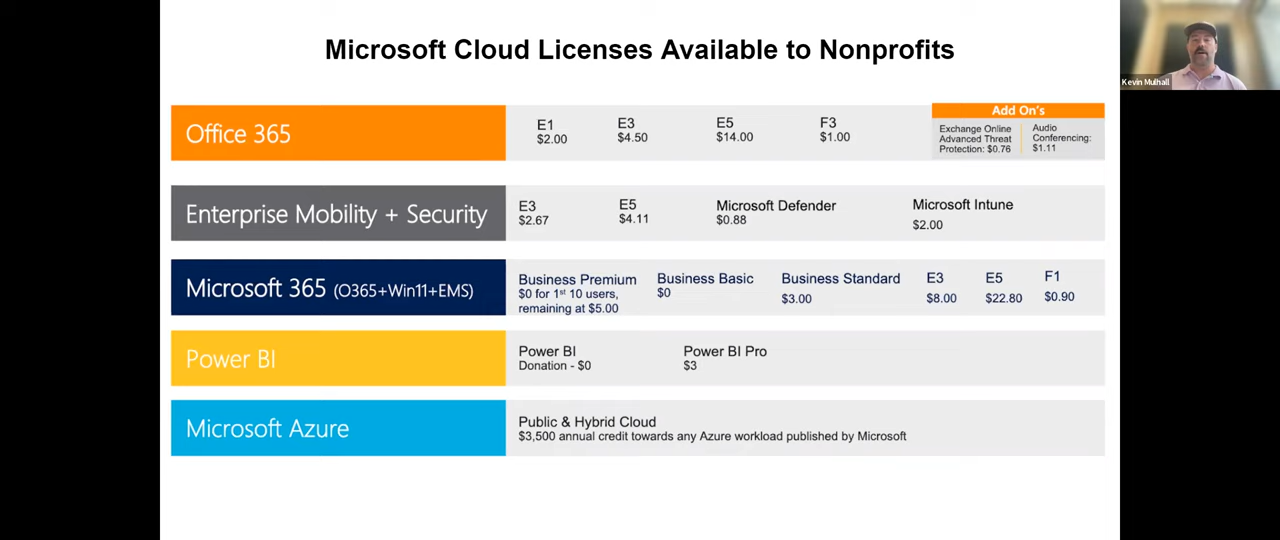 Microsoft Cloud Licenses Available to Nonprofits
Kevin Mulhall
Office 365
E1
$2.00
E3
$4.50
E5
$14.00
F3
$1.00
Add On's
Exchange Online
Advanced Threat
Protection: $0.76
Audio
Conferencing:
$1.11
Enterprise Mobility + Security
E3
$2.67
E5
$4.11
Microsoft Defender
$0.88
Microsoft Intune
$2.00
Microsoft 365 (O365+Win11+EMS)
Business Premium
$0 for 1st 10 users,
remaining at $5.00
Business Basic
$0
Business Standard
$3.00
E3
$8.00
E5
$22.80
F1
$0.90
Power BI
Power BI
Donation - $0
Power BI Pro
$3
Microsoft Azure
Public & Hybrid Cloud
$3,500 annual credit towards any Azure workload published by Microsoft